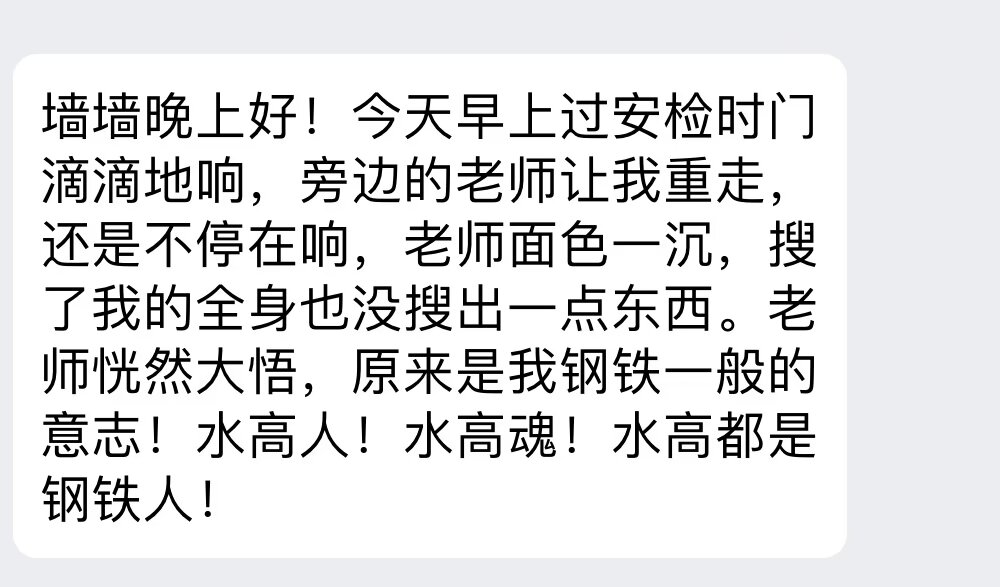 墙墙晚上好！今天早上过安检时门
滴滴地响，旁边的老师让我重走，
还是不停在响，老师面色一沉，搜
了我的全身也没搜出一点东西。老
师恍然大悟，原来是我钢铁一般的
意志！水高人！水高魂！水高都是
钢铁人！